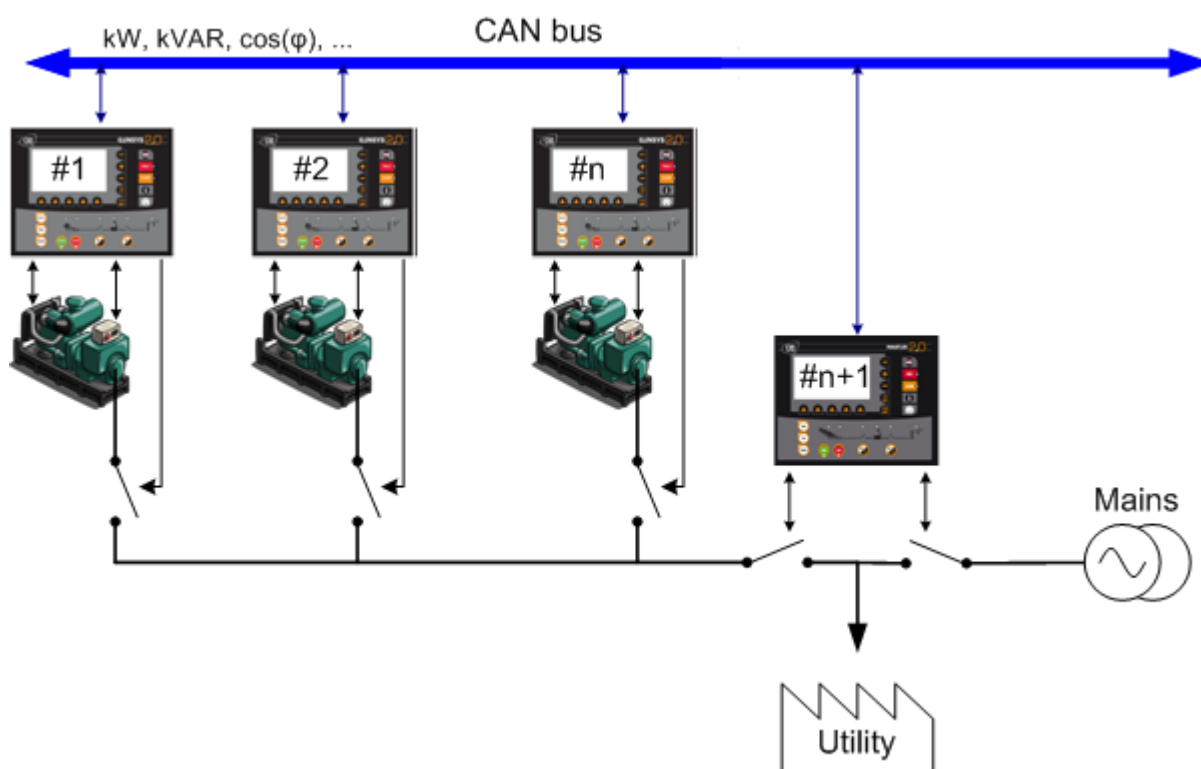 kW, kVAR, cos(φ), ...
CAN bus
#1
#2
#n
#n+1
Mains
Utility